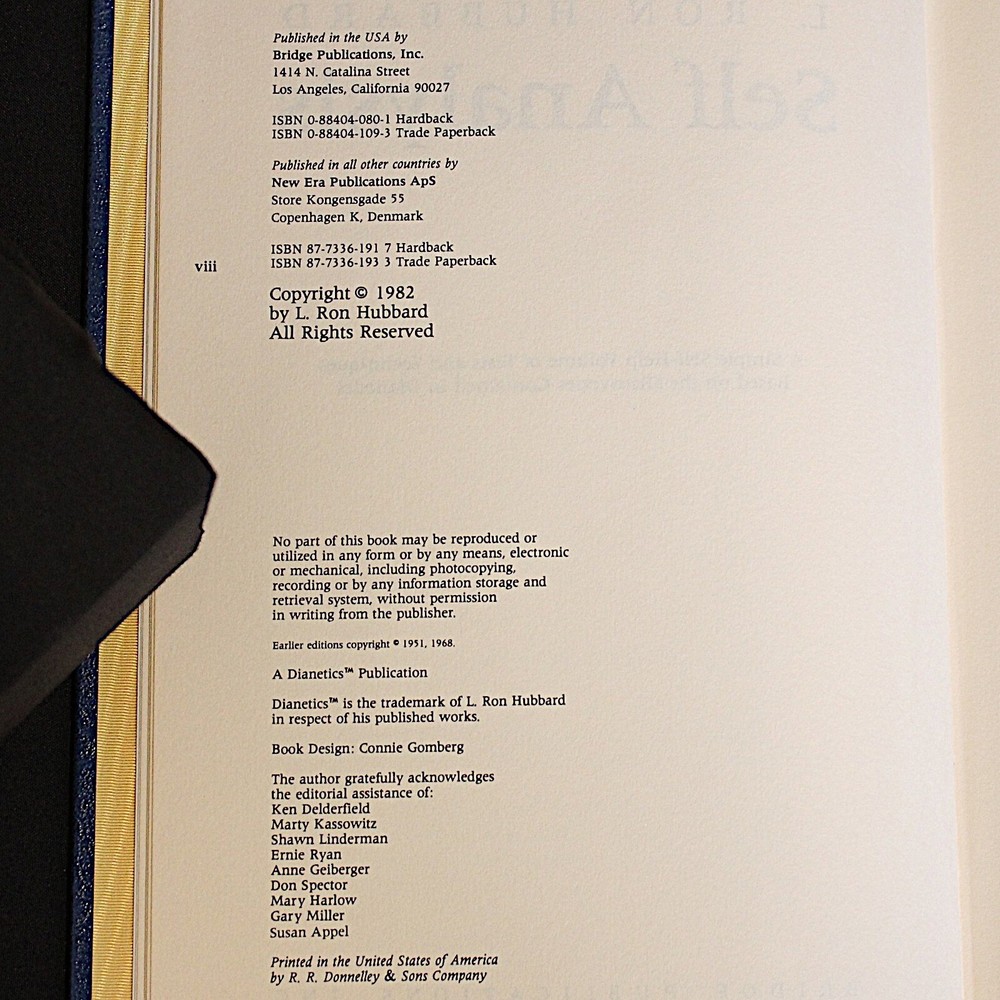 Published in the USA by
Bridge Publications, Inc.
1414 N. Catalina Street
Los Angeles, California 90027
ISBN 0-88404-080-1 Hardback
ISBN 0-88404-109-3 Trade Paperback
Published in all other countries by
New Era Publications ApS
Store Kongensgade 55
Copenhagen K, Denmark
ISBN 87-7336-191 7 Hardback
ISBN 87-7336-193 3 Trade Paperback
viii
Copyright © 1982
by L. Ron Hubbard
All Rights Reserved
No part of this book may be reproduced or
utilized in any form or by any means, electronic
or mechanical, including photocopying,
recording or by any information storage and
retrieval system, without permission
in writing from the publisher.
Earlier editions copyright © 1951, 1968.
A Dianetics™ Publication
Dianetics™ is the trademark of L. Ron Hubbard
in respect of his published works.
Book Design: Connie Gomberg
The author gratefully acknowledges
the editorial assistance of:
Ken Delderfield
Marty Kassowitz
Shawn Linderman
Ernie Ryan
Anne Geiberger
Don Spector
Mary Harlow
Gary Miller
Susan Appel
Printed in the United States of America
by R. R. Donnelley & Sons Company